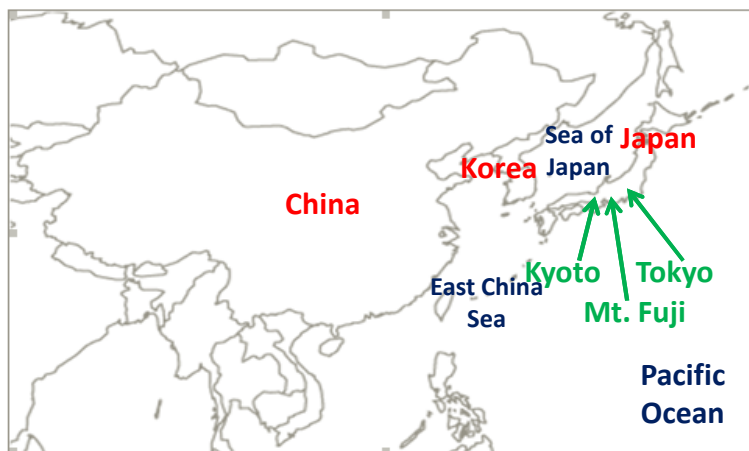 Sea of
Japan
Japan
Korea
China
Kyoto
Tokyo
East China
Sea
Mt. Fuji
Pacific
Ocean